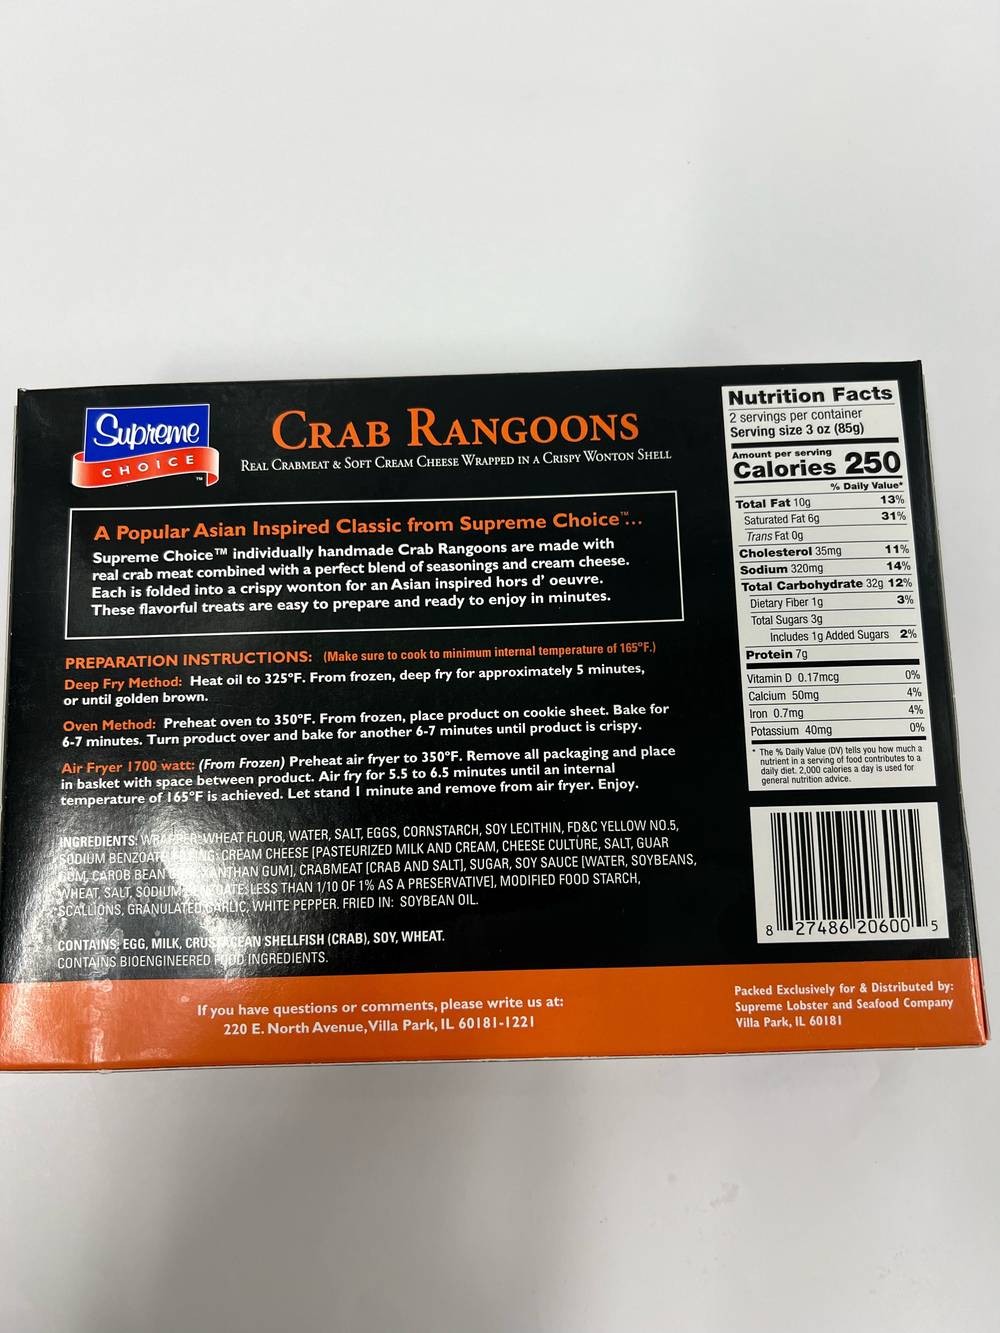 Supreme
CHOICE
™
CRAB RANGOONS
REAL CRABMEAT & SOFT CREAM CHEESE WRAPPED IN A CRISPY WONTON SHELL
A Popular Asian Inspired Classic from Supreme Choice™...
Supreme Choice™ individually handmade Crab Rangoons are made with
real crab meat combined with a perfect blend of seasonings and cream cheese.
Each is folded into a crispy wonton for an Asian inspired hors d' oeuvre.
These flavorful treats are easy to prepare and ready to enjoy in minutes.
PREPARATION INSTRUCTIONS: (Make sure to cook to minimum internal temperature of 165°F.)
Deep Fry Method: Heat oil to 325°F. From frozen, deep fry for approximately 5 minutes,
or until golden brown.
Oven Method: Preheat oven to 350°F. From frozen, place product on cookie sheet. Bake for
6-7 minutes. Turn product over and bake for another 6-7 minutes until product is crispy.
Air Fryer 1700 watt: (From Frozen) Preheat air fryer to 350°F. Remove all packaging and place
in basket with space between product. Air fry for 5.5 to 6.5 minutes until an internal
temperature of 165°F is achieved. Let stand 1 minute and remove from air fryer. Enjoy.
INGREDIENTS: WRAPPER: WHEAT FLOUR, WATER, SALT, EGGS, CORNSTARCH, SOY LECITHIN, FD&C YELLOW NO.5,
SODIUM BENZOATE FILLING: CREAM CHEESE [PASTEURIZED MILK AND CREAM, CHEESE CULTURE, SALT, GUAR
GUM, CAROB BEAN GUM, XANTHAN GUM], CRABMEAT [CRAB AND SALT], SUGAR, SOY SAUCE [WATER, SOYBEANS,
WHEAT, SALT, SODIUM BENZOATE: LESS THAN 1/10 OF 1% AS A PRESERVATIVE], MODIFIED FOOD STARCH,
SCALLIONS, GRANULATED GARLIC, WHITE PEPPER. FRIED IN: SOYBEAN OIL.
CONTAINS: EGG, MILK, CRUSTACEAN SHELLFISH (CRAB), SOY, WHEAT.
CONTAINS BIOENGINEERED FOOD INGREDIENTS.
If you have questions or comments, please write us at:
220 E. North Avenue, Villa Park, IL 60181-1221
Nutrition Facts
2 servings per container
Serving size 3 oz (85g)
Amount per serving
Calories 250
% Daily Value*
Total Fat 10g 13%
Saturated Fat 6g 31%
Trans Fat 0g
Cholesterol 35mg 11%
Sodium 320mg 14%
Total Carbohydrate 32g 12%
Dietary Fiber 1g 3%
Total Sugars 3g
Includes 1g Added Sugars 2%
Protein 7g
Vitamin D 0.17mcg 0%
Calcium 50mg 4%
Iron 0.7mg 4%
Potassium 40mg 0%
* The % Daily Value (DV) tells you how much a
nutrient in a serving of food contributes to a
daily diet. 2,000 calories a day is used for
general nutrition advice.
8 27486 20600 5
Packed Exclusively for & Distributed by:
Supreme Lobster and Seafood Company
Villa Park, IL 60181